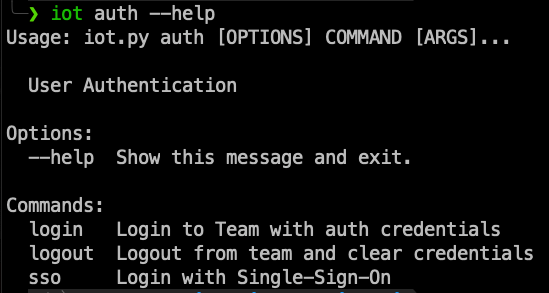 ❯ iot auth --help
Usage: iot.py auth [OPTIONS] COMMAND [ARGS]...
User Authentication
Options:
--help  Show this message and exit.
Commands:
login   Login to Team with auth credentials
logout  Logout from team and clear credentials
sso     Login with Single-Sign-On